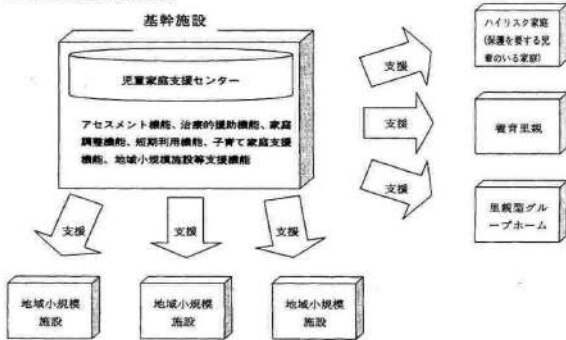 基幹施設
児童家庭支援センター
アセスメント機能、治療的援助機能、家庭
調整機能、短期利用機能、子育て家庭支援
機能、地域小規模施設等支援機能
支援
ハイリスク家庭
(保護を要する児
童のいる家庭)
支援
養育里親
支援
里親型グル
ープホーム
支援
支援
支援
地域小規模
施設
地域小規模
施設
地域小規模
施設